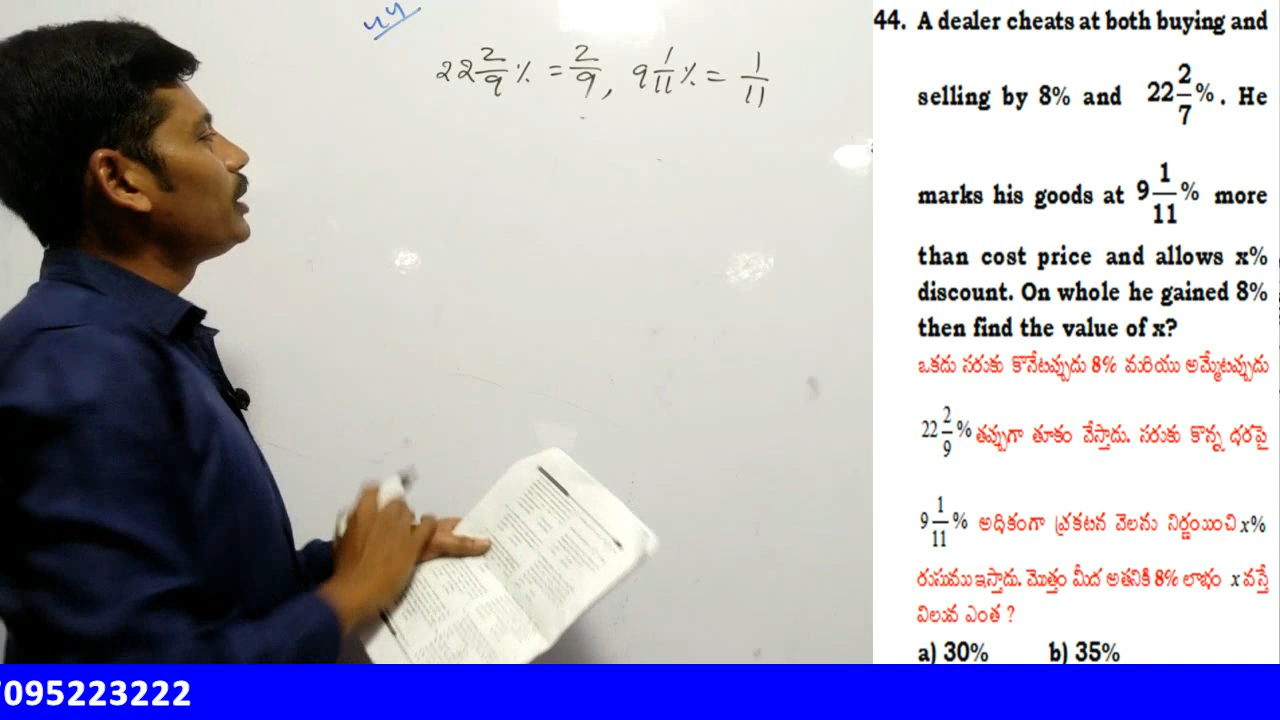 44
22 2/9 % = 2/9, 9 1/11 % = 1/11
44. A dealer cheats at both buying and
selling by 8% and 22 2/7 %. He
marks his goods at 9 1/11 % more
than cost price and allows x%
discount. On whole he gained 8%
then find the value of x?
ఒకడు సరుకు కొనేటప్పుడు 8% మరియు అమ్మేటప్పుడు
22 2/9 % తప్పుగా తూకం వేస్తాడు. సరుకు కొన్న ధరపై
9 1/11 % అధికంగా ప్రకటన వెలను నిర్ణయించి x%
రుసుము ఇస్తాడు. మొత్తం మీద అతనికి 8% లాభం x వస్తే
విలువ ఎంత ?
a) 30% b) 35%
7095223222